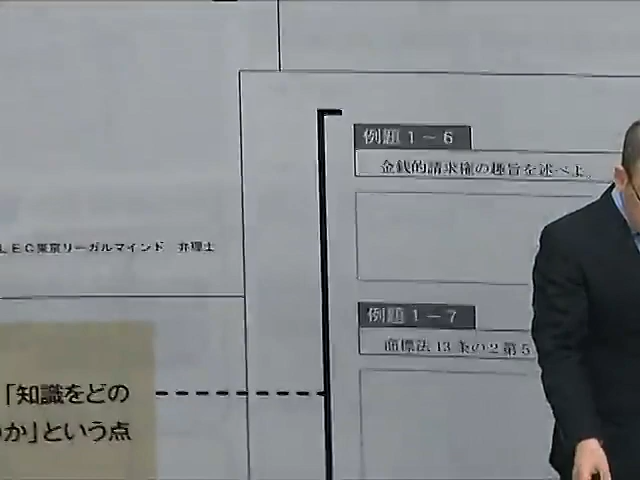 例題1-6
金銭的請求権の趣旨を述べよ。
LEC東京リーガルマインド 弁理士
例題1-7
商標法13条の2第5
「知識をどの
か」という点